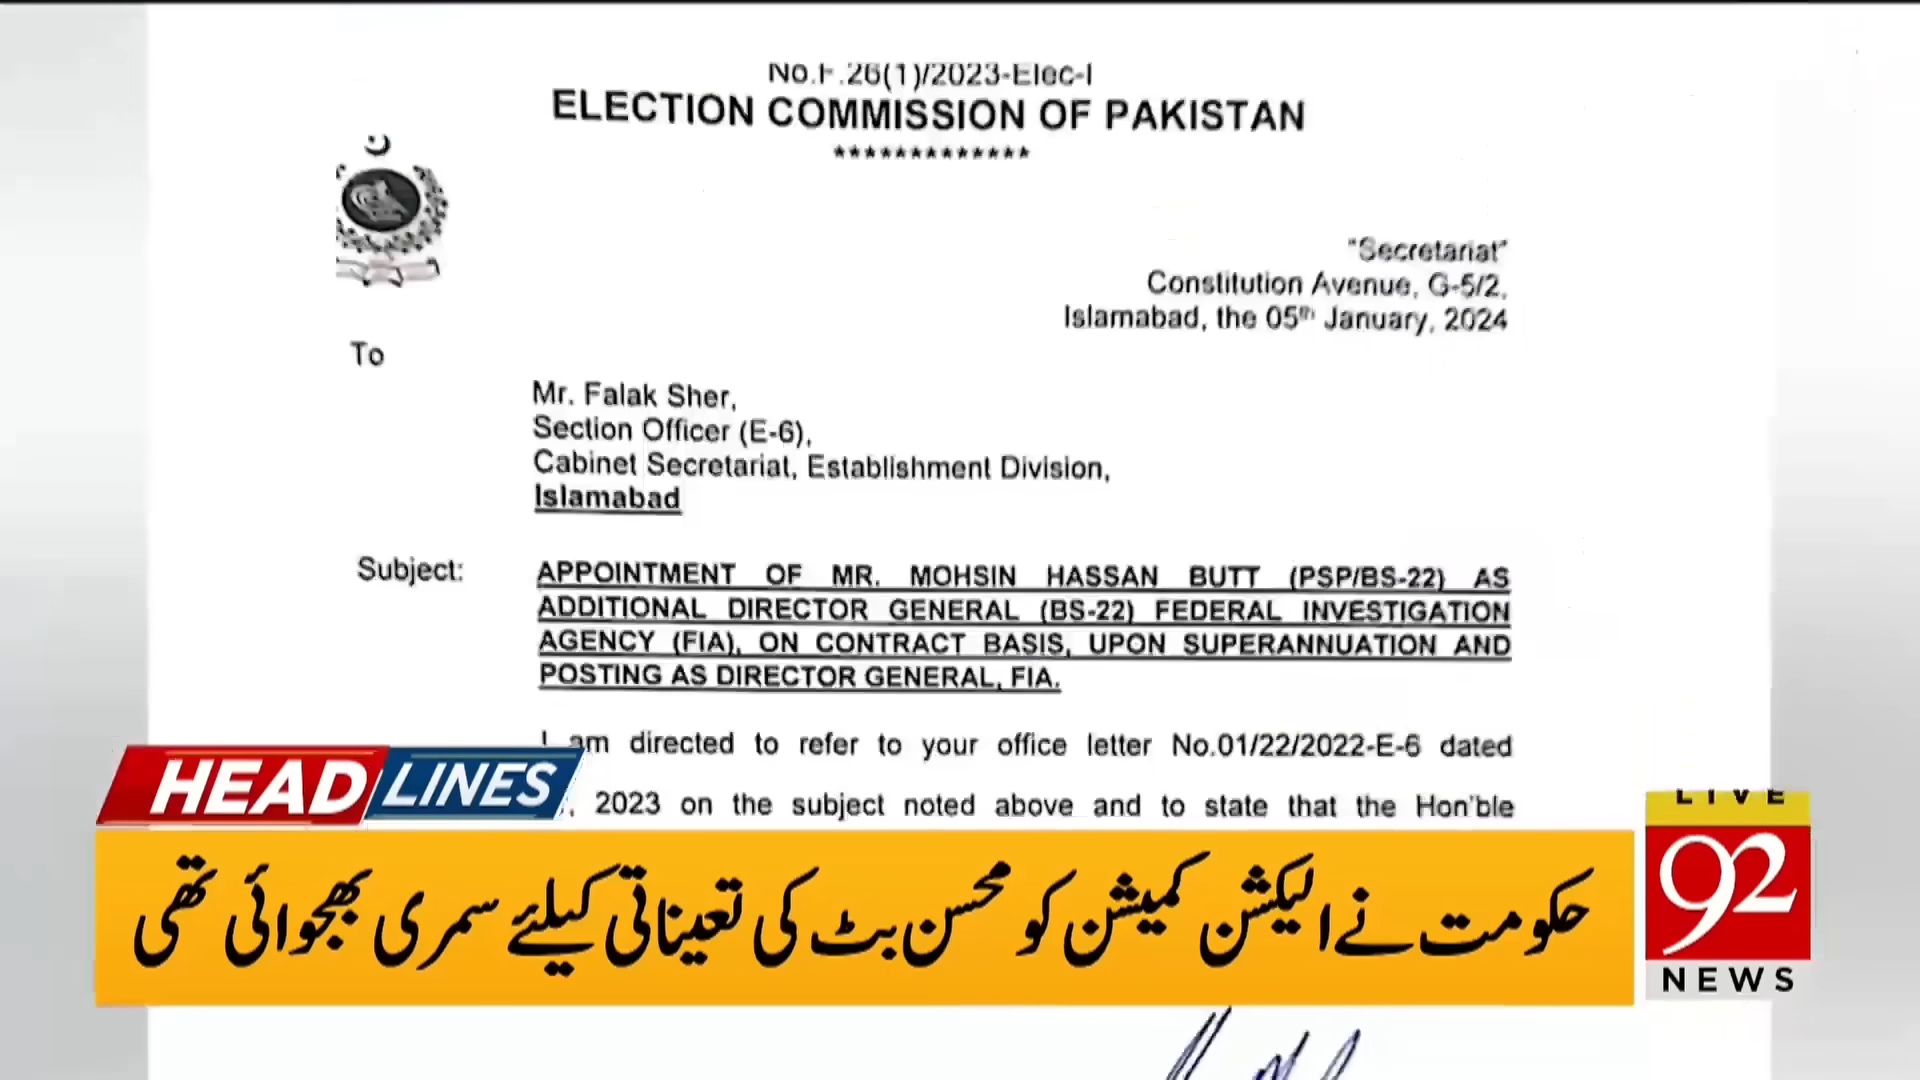 No.F.26(1)/2023-Elec-I
ELECTION COMMISSION OF PAKISTAN
*************
"Secretariat"
Constitution Avenue, G-5/2,
Islamabad, the 05th January, 2024
To
Mr. Falak Sher,
Section Officer (E-6),
Cabinet Secretariat, Establishment Division,
Islamabad
Subject: APPOINTMENT OF MR. MOHSIN HASSAN BUTT (PSP/BS-22) AS
ADDITIONAL DIRECTOR GENERAL (BS-22) FEDERAL INVESTIGATION
AGENCY (FIA), ON CONTRACT BASIS, UPON SUPERANNUATION AND
POSTING AS DIRECTOR GENERAL, FIA.
I am directed to refer to your office letter No.01/22/2022-E-6 dated
, 2023 on the subject noted above and to state that the Hon'ble
HEADLINES
حکومت نے الیکشن کمیشن کو محسن بٹ کی تعیناتی کیلئے سمری بھجوائی تھی
LIVE
92
NEWS